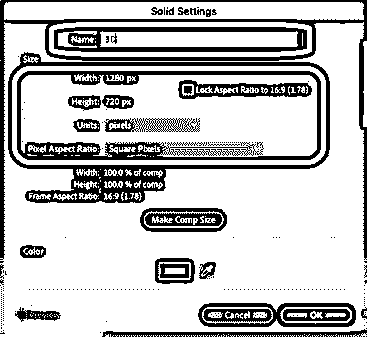 Solid Settings
Name: 3D
Size
Width: 1280 px
Lock Aspect Ratio to 16:9 (1.78)
Height: 720 px
Units: pixels
Pixel Aspect Ratio: Square Pixels
Width: 100.0 % of comp
Height: 100.0 % of comp
Frame Aspect Ratio: 16:9 (1.78)
Make Comp Size
Color
Preview
Cancel
OK